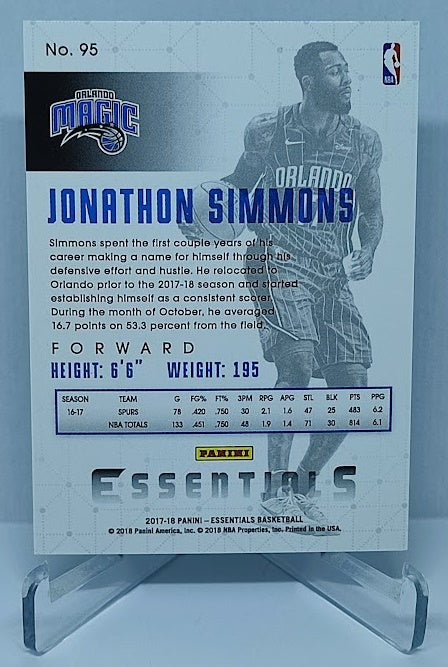 No. 95
NBA
ORLANDO
MAGIC
ORLANDO
JONATHON SIMMONS
Simmons spent the first couple years of his
career making a name for himself through his
defensive effort and hustle. He relocated to
Orlando prior to the 2017-18 season and started
establishing himself as a consistent scorer.
During the month of October, he averaged
16.7 points on 53.3 percent from the field.
FORWARD
HEIGHT: 6'6" WEIGHT: 195
SEASON TEAM G FG% FT% 3PM RPG APG STL BLK PTS PPG
16-17 SPURS 78 .420 .750 30 2.1 1.6 47 25 483 6.2
NBA TOTALS 133 .451 .750 48 1.9 1.4 71 30 814 6.1
PANINI
ESSENTIALS
2017-18 PANINI – ESSENTIALS BASKETBALL
© 2018 Panini America, Inc. © 2018 NBA Properties, Inc. Printed in the USA.